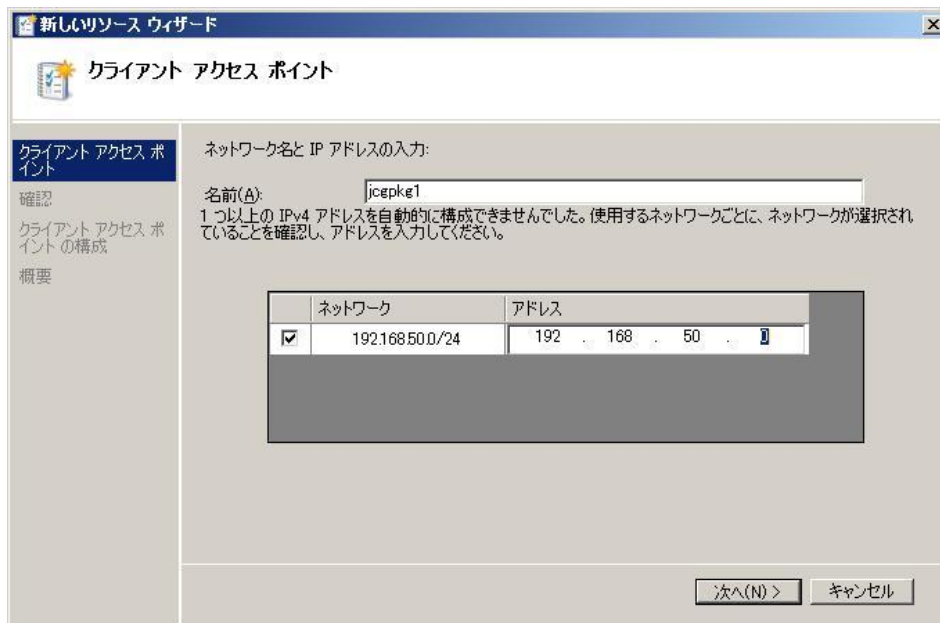 新しいリソース ウィザード
クライアント アクセス ポイント
クライアント アクセス ポ
イント
確認
クライアント アクセス ポ
イント の構成
概要
ネットワーク名と IP アドレスの入力:
名前(A): jcgpkg1
1 つ以上の IPv4 アドレスを自動的に構成できませんでした。使用するネットワークごとに、ネットワークが選択され
ていることを確認し、アドレスを入力してください。
ネットワーク アドレス
192.168.50.0/24 192 . 168 . 50 . 0
次へ(N) > キャンセル